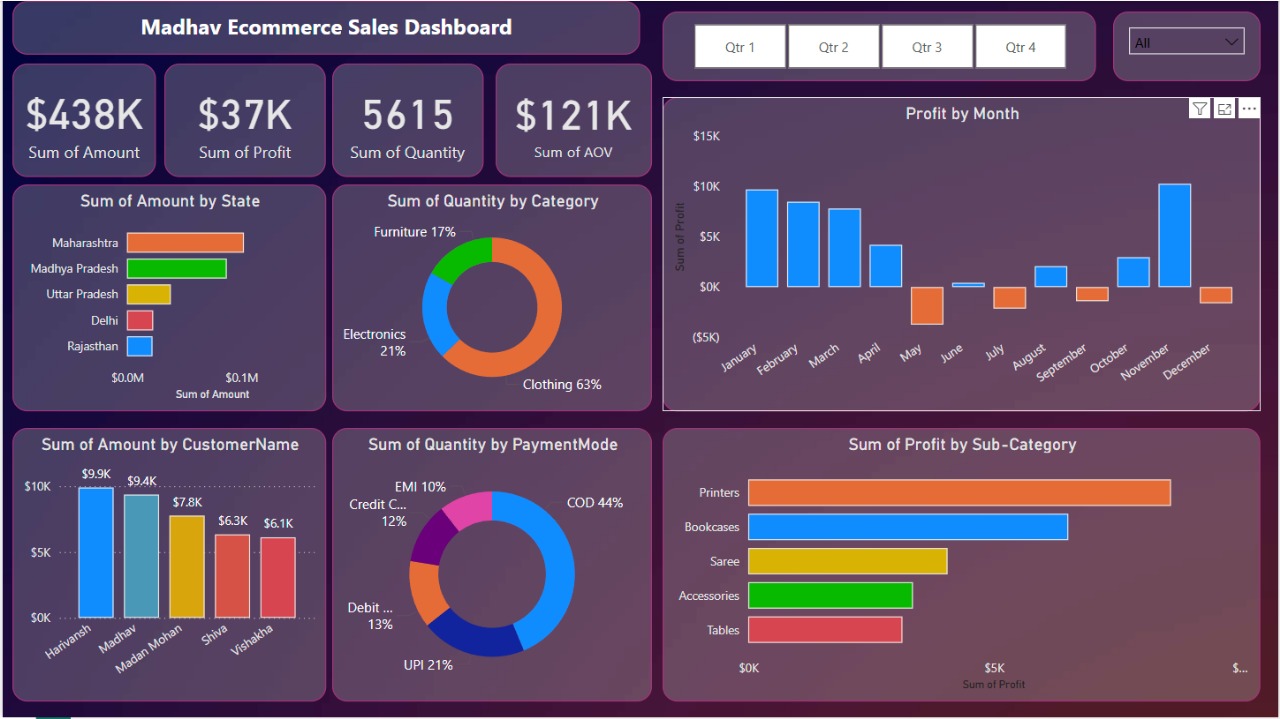 Madhav Ecommerce Sales Dashboard
Qtr 1
Qtr 2
Qtr 3
Qtr 4
All
$438K
Sum of Amount
$37K
Sum of Profit
5615
Sum of Quantity
$121K
Sum of AOV
Sum of Amount by State
Maharashtra
Madhya Pradesh
Uttar Pradesh
Delhi
Rajasthan
$0.0M
$0.1M
Sum of Amount
Sum of Quantity by Category
Furniture 17%
Electronics
21%
Clothing 63%
Profit by Month
...
Sum of Profit
$15K
$10K
$5K
$0K
($5K)
January
February
March
April
May
June
July
August
September
October
November
December
Sum of Amount by CustomerName
$10K
$5K
$0K
$9.9K
$9.4K
$7.8K
$6.3K
$6.1K
Harivansh
Madhav
Madan Mohan
Shiva
Vishakha
Sum of Quantity by PaymentMode
EMI 10%
Credit C...
12%
Debit ...
13%
UPI 21%
COD 44%
Sum of Profit by Sub-Category
Printers
Bookcases
Saree
Accessories
Tables
$0K
$5K
$...
Sum of Profit